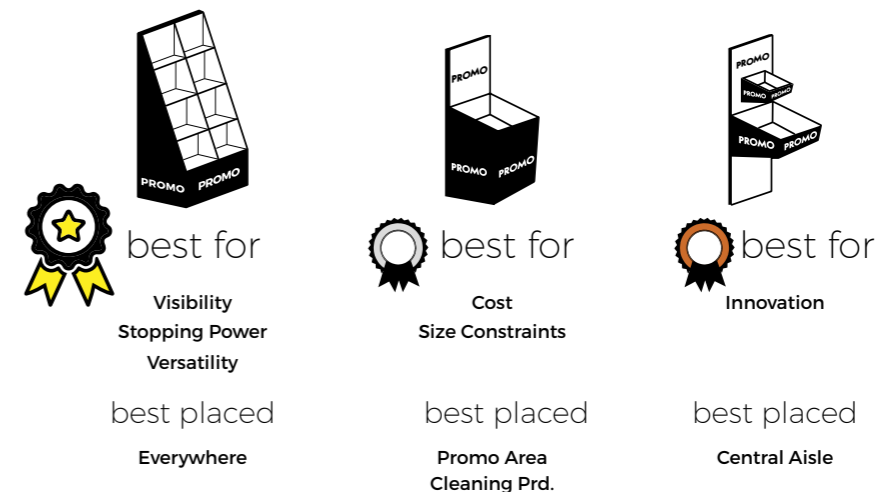 PROMO PROMO
PROMO
PROMO PROMO
PROMO
PROMO PROMO
PROMO PROMO
best for
Visibility
Stopping Power
Versatility
best placed
Everywhere
best for
Cost
Size Constraints
best placed
Promo Area
Cleaning Prd.
best for
Innovation
best placed
Central Aisle